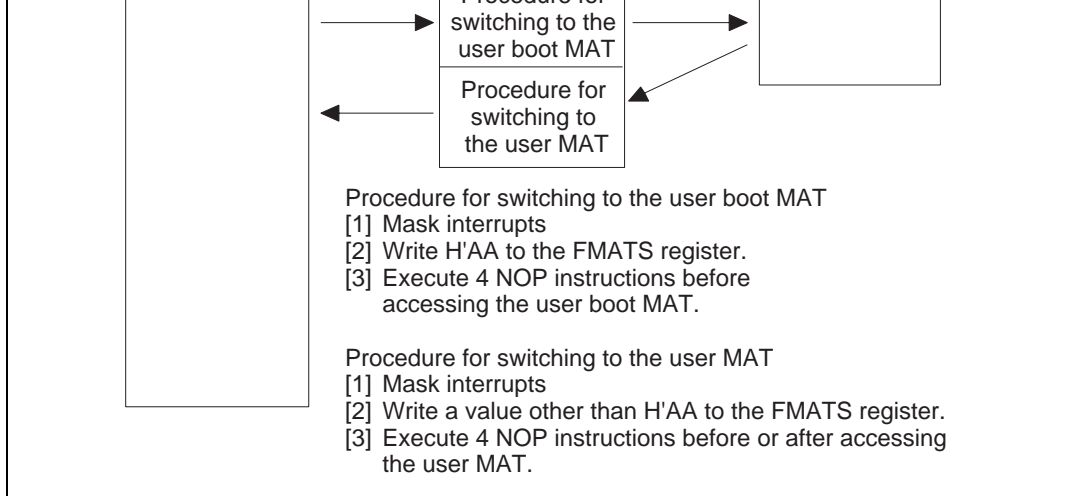 Procedure for
switching to the
user boot MAT
Procedure for
switching to
the user MAT
Procedure for switching to the user boot MAT
[1] Mask interrupts
[2] Write H'AA to the FMATS register.
[3] Execute 4 NOP instructions before
accessing the user boot MAT.
Procedure for switching to the user MAT
[1] Mask interrupts
[2] Write a value other than H'AA to the FMATS register.
[3] Execute 4 NOP instructions before or after accessing
the user MAT.